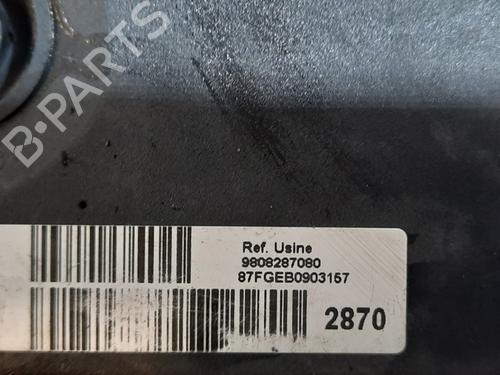 B-PARTS
Ref. Usine
9808287080
87FGEB0903157
2870